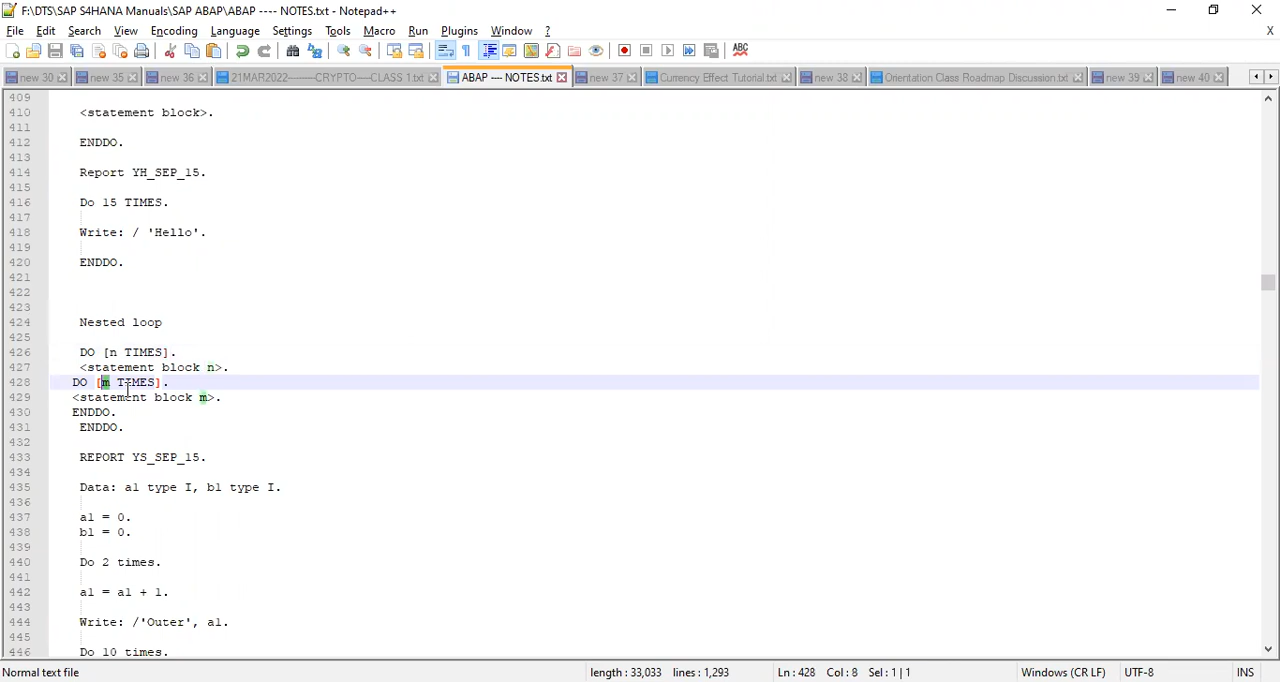 F:\DTS\SAP S4HANA Manuals\SAP ABAP\ABAP ---- NOTES.txt - Notepad++
File Edit Search View Encoding Language Settings Tools Macro Run Plugins Window ? X
new 30 new 35 new 36 21MAR2022-------CRYPTO----CLASS 1.txt ABAP ---- NOTES.txt new 37 Currency Effect Tutorial.txt new 38 Orientation Class Roadmap Discussion.txt new 39 new 40
409
410 <statement block>.
411
412 ENDDO.
413
414 Report YH_SEP_15.
415
416 Do 15 TIMES.
417
418 Write: / 'Hello'.
419
420 ENDDO.
421
422
423
424 Nested loop
425
426 DO [n TIMES].
427 <statement block n>.
428 DO [m TIMES].
429 <statement block m>.
430 ENDDO.
431 ENDDO.
432
433 REPORT YS_SEP_15.
434
435 Data: a1 type I, b1 type I.
436
437 a1 = 0.
438 b1 = 0.
439
440 Do 2 times.
441
442 a1 = a1 + 1.
443
444 Write: /'Outer', a1.
445
446 Do 10 times.
Normal text file length : 33,033 lines : 1,293 Ln : 428 Col : 8 Sel : 1 | 1 Windows (CR LF) UTF-8 INS